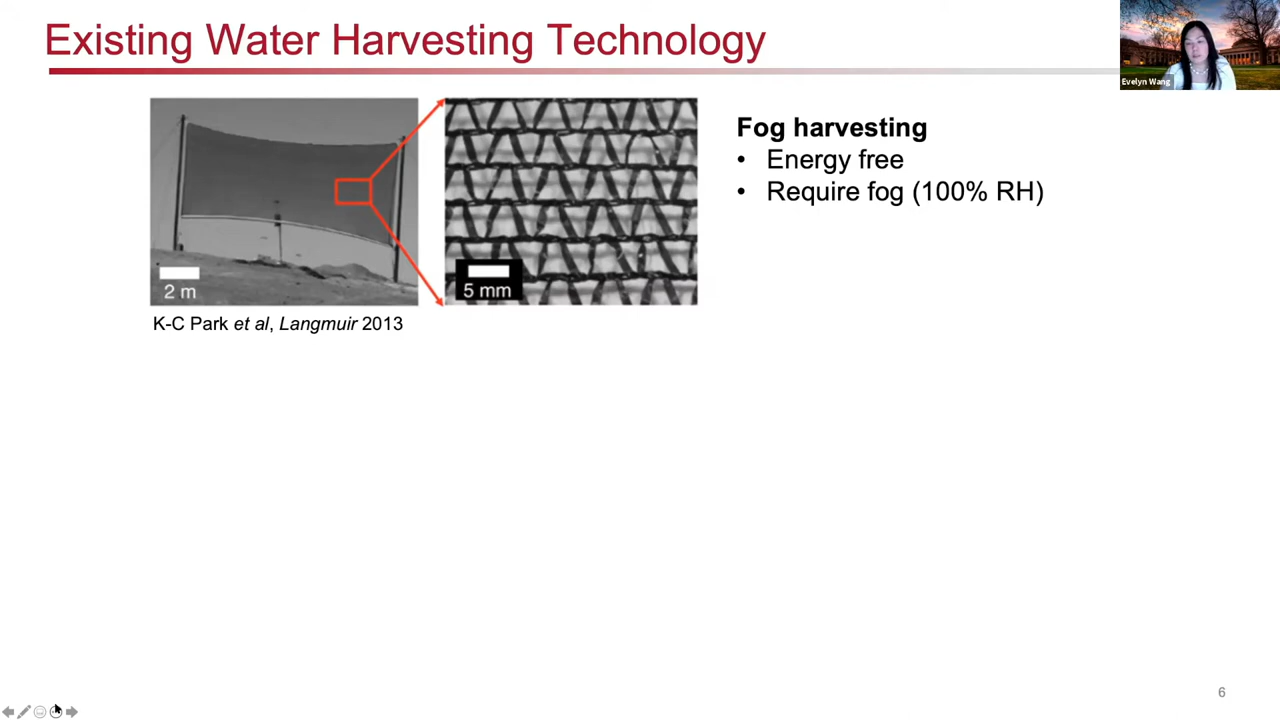 Existing Water Harvesting Technology
Evelyn Wang
Fog harvesting
• Energy free
• Require fog (100% RH)
2 m
5 mm
K-C Park et al, Langmuir 2013
6